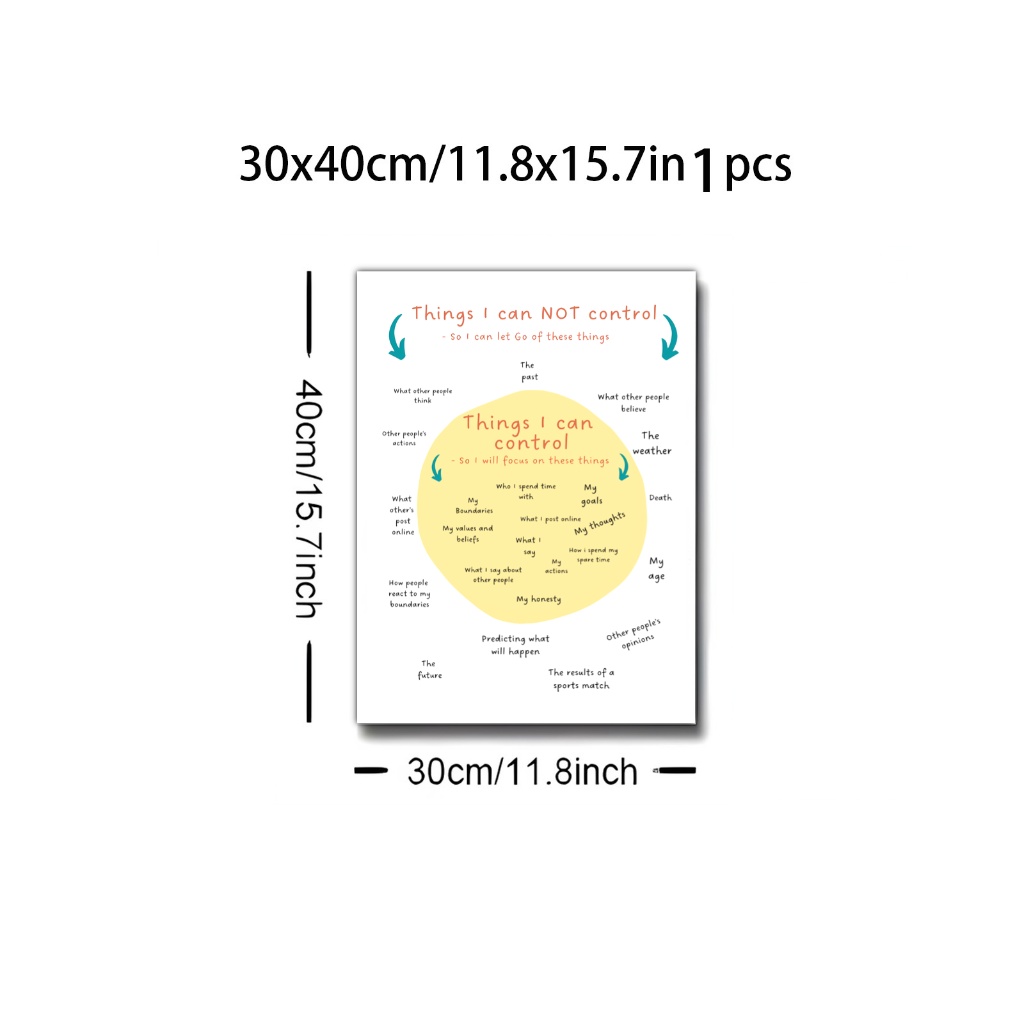 30x40cm/11.8x15.7in 1 pcs
40cm/15.7inch
Things I can NOT control
- So I can let Go of these things
The
past
What other people
think
What other people
believe
Things I can
control
- So I will focus on these things
Other people's
actions
The
weather
Who I spend time
with
My
goals
My
Boundaries
Death
What
other's
post
online
What I post online
My thoughts
My values and
beliefs
What I
say
How i spend my
spare time
My
actions
What I say about
other people
My
age
How people
react to my
boundaries
My honesty
Predicting what
will happen
Other people's
opinions
The
future
The results of a
sports match
30cm/11.8inch